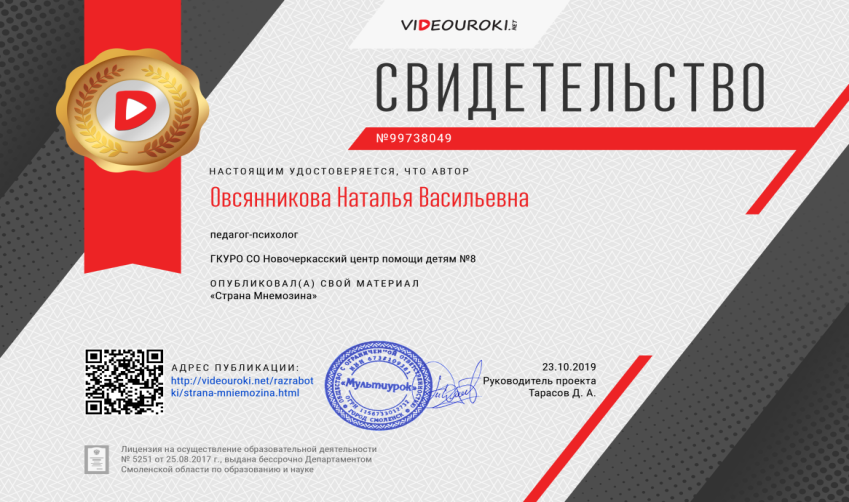 VIDEOUROKI.NET
СВИДЕТЕЛЬСТВО
№99738049
НАСТОЯЩИМ УДОСТОВЕРЯЕТСЯ, ЧТО АВТОР
Овсянникова Наталья Васильевна
педагог-психолог
ГКУРО СО Новочеркасский центр помощи детям №8
ОПУБЛИКОВАЛ(А) СВОЙ МАТЕРИАЛ
«Страна Мнемозина»
АДРЕС ПУБЛИКАЦИИ:
http://videouroki.net/razrabot
ki/strana-mniemozina.html
«Мультиурок»
ГОРОД СМОЛЕНСК
23.10.2019
Руководитель проекта
Тарасов Д. А.
Лицензия на осуществление образовательной деятельности
№ 5251 от 25.08.2017 г., выдана бессрочно Департаментом
Смоленской области по образованию и науке